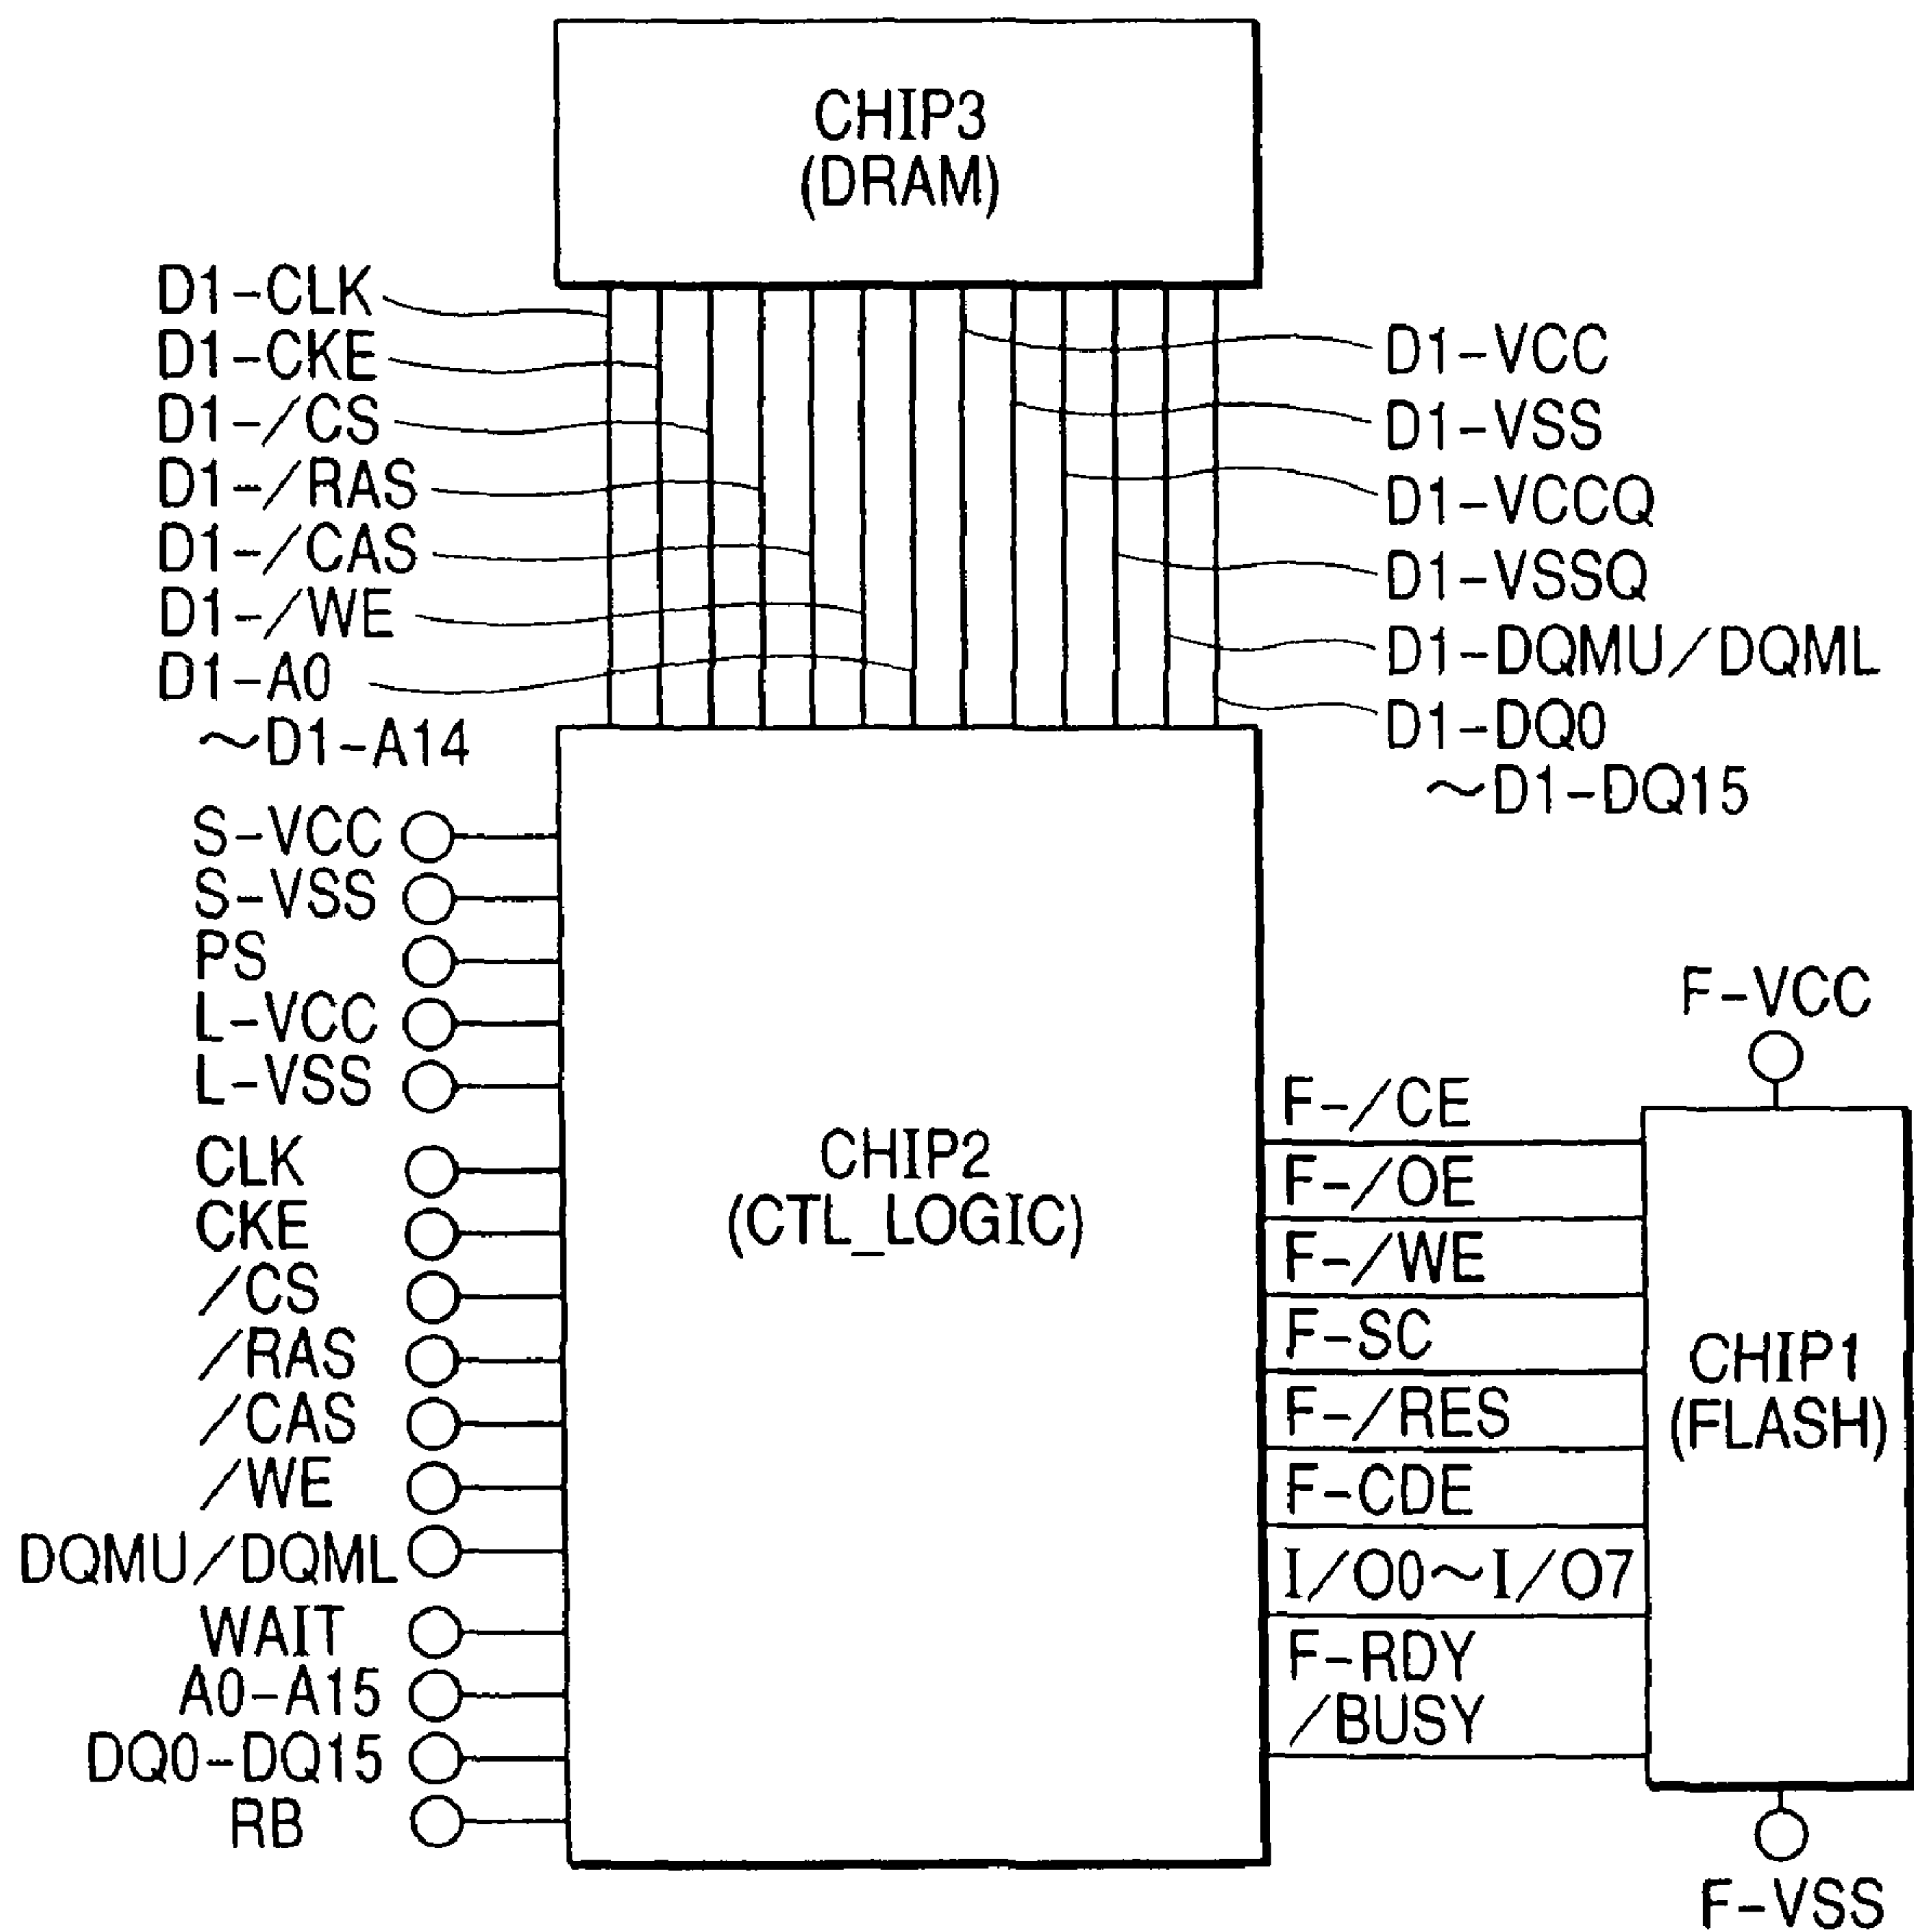 CHIP3
(DRAM)
D1-CLK
D1-CKE
D1-/CS
D1-/RAS
D1-/CAS
D1-/WE
D1-A0
~D1-A14
D1-VCC
D1-VSS
D1-VCCQ
D1-VSSQ
D1-DQMU/DQML
D1-DQ0
~D1-DQ15
S-VCC
S-VSS
PS
L-VCC
L-VSS
CLK
CKE
/CS
/RAS
/CAS
/WE
DQMU/DQML
WAIT
A0-A15
DQ0-DQ15
RB
CHIP2
(CTL_LOGIC)
F-/CE
F-/OE
F-/WE
F-SC
F-/RES
F-CDE
I/O0~I/O7
F-RDY
/BUSY
F-VCC
CHIP1
(FLASH)
F-VSS